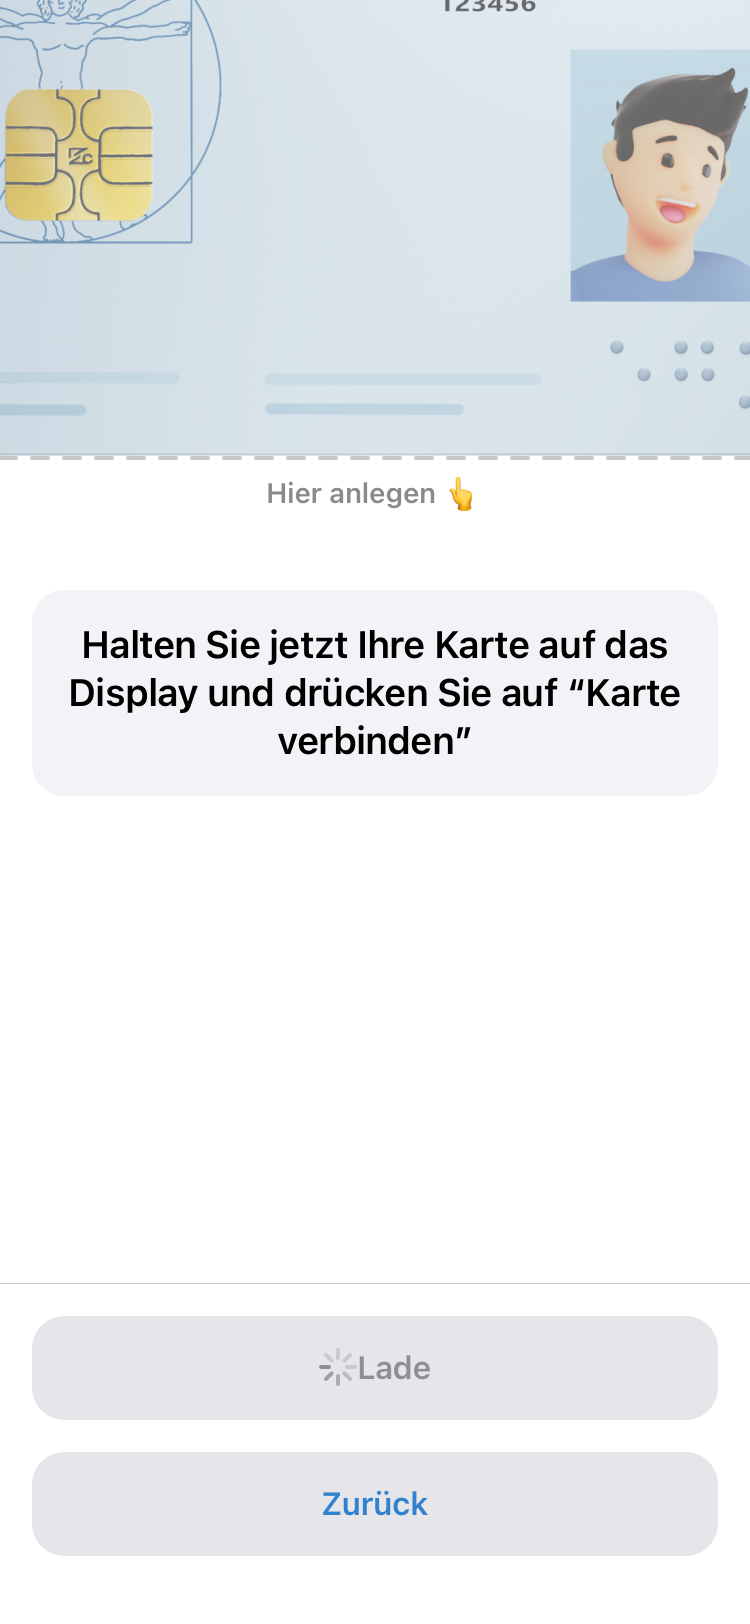 123456
Hier anlegen 👆
Halten Sie jetzt Ihre Karte auf das
Display und drücken Sie auf “Karte
verbinden”
Lade
Zurück